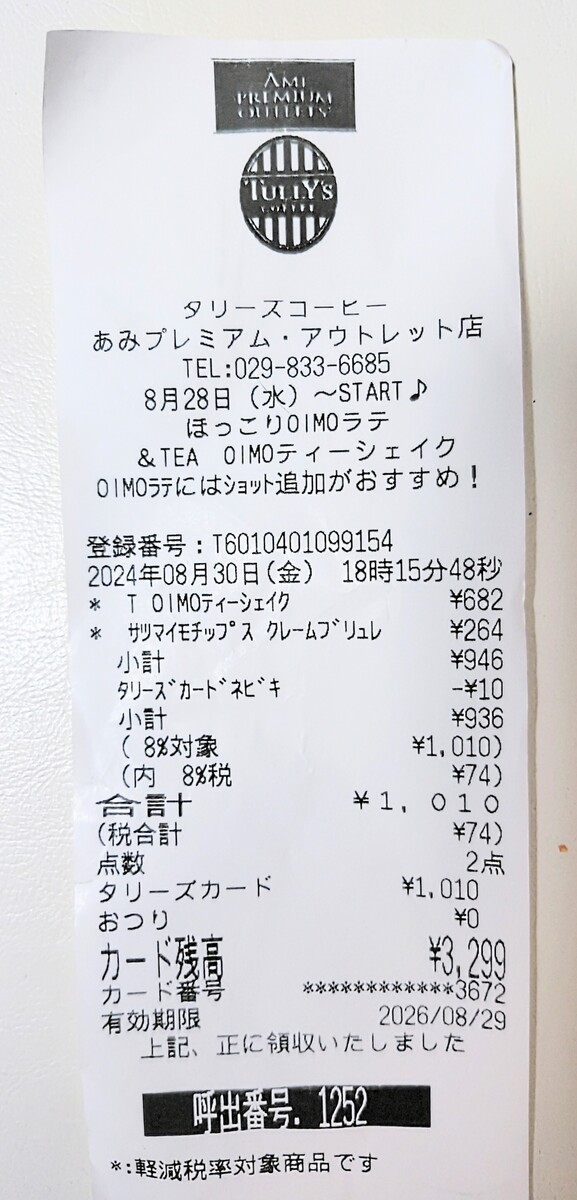 AMI
PREMIUM
OUTLETS
TULLY'S
COFFEE
タリーズコーヒー
あみプレミアム・アウトレット店
TEL:029-833-6685
8月28日（水）～START♪
ほっこりOIMOラテ
＆TEA OIMOティーシェイク
OIMOﾗﾃにはｼｮｯﾄ追加がおすすめ！
登録番号：T6010401099154
2024年08月30日(金) 18時15分48秒
* T OIMOﾃｨｰｼｪｲｸ ¥682
* ｻﾂﾏｲﾓﾁｯﾌﾟｽ ｸﾚｰﾑﾌﾞﾘｭﾚ ¥264
小計 ¥946
ﾀﾘｰｽﾞｶｰﾄﾞﾈﾋﾞｷ -¥10
小計 ¥936
( 8%対象 ¥1,010)
(内 8%税 ¥74)
合計 ¥1,010
(税合計 ¥74)
点数 2点
タリーズカード ¥1,010
おつり ¥0
カード残高 ¥3,299
カード番号 ************3672
有効期限 2026/08/29
上記、正に領収いたしました
呼出番号. 1252
*:軽減税率対象商品です